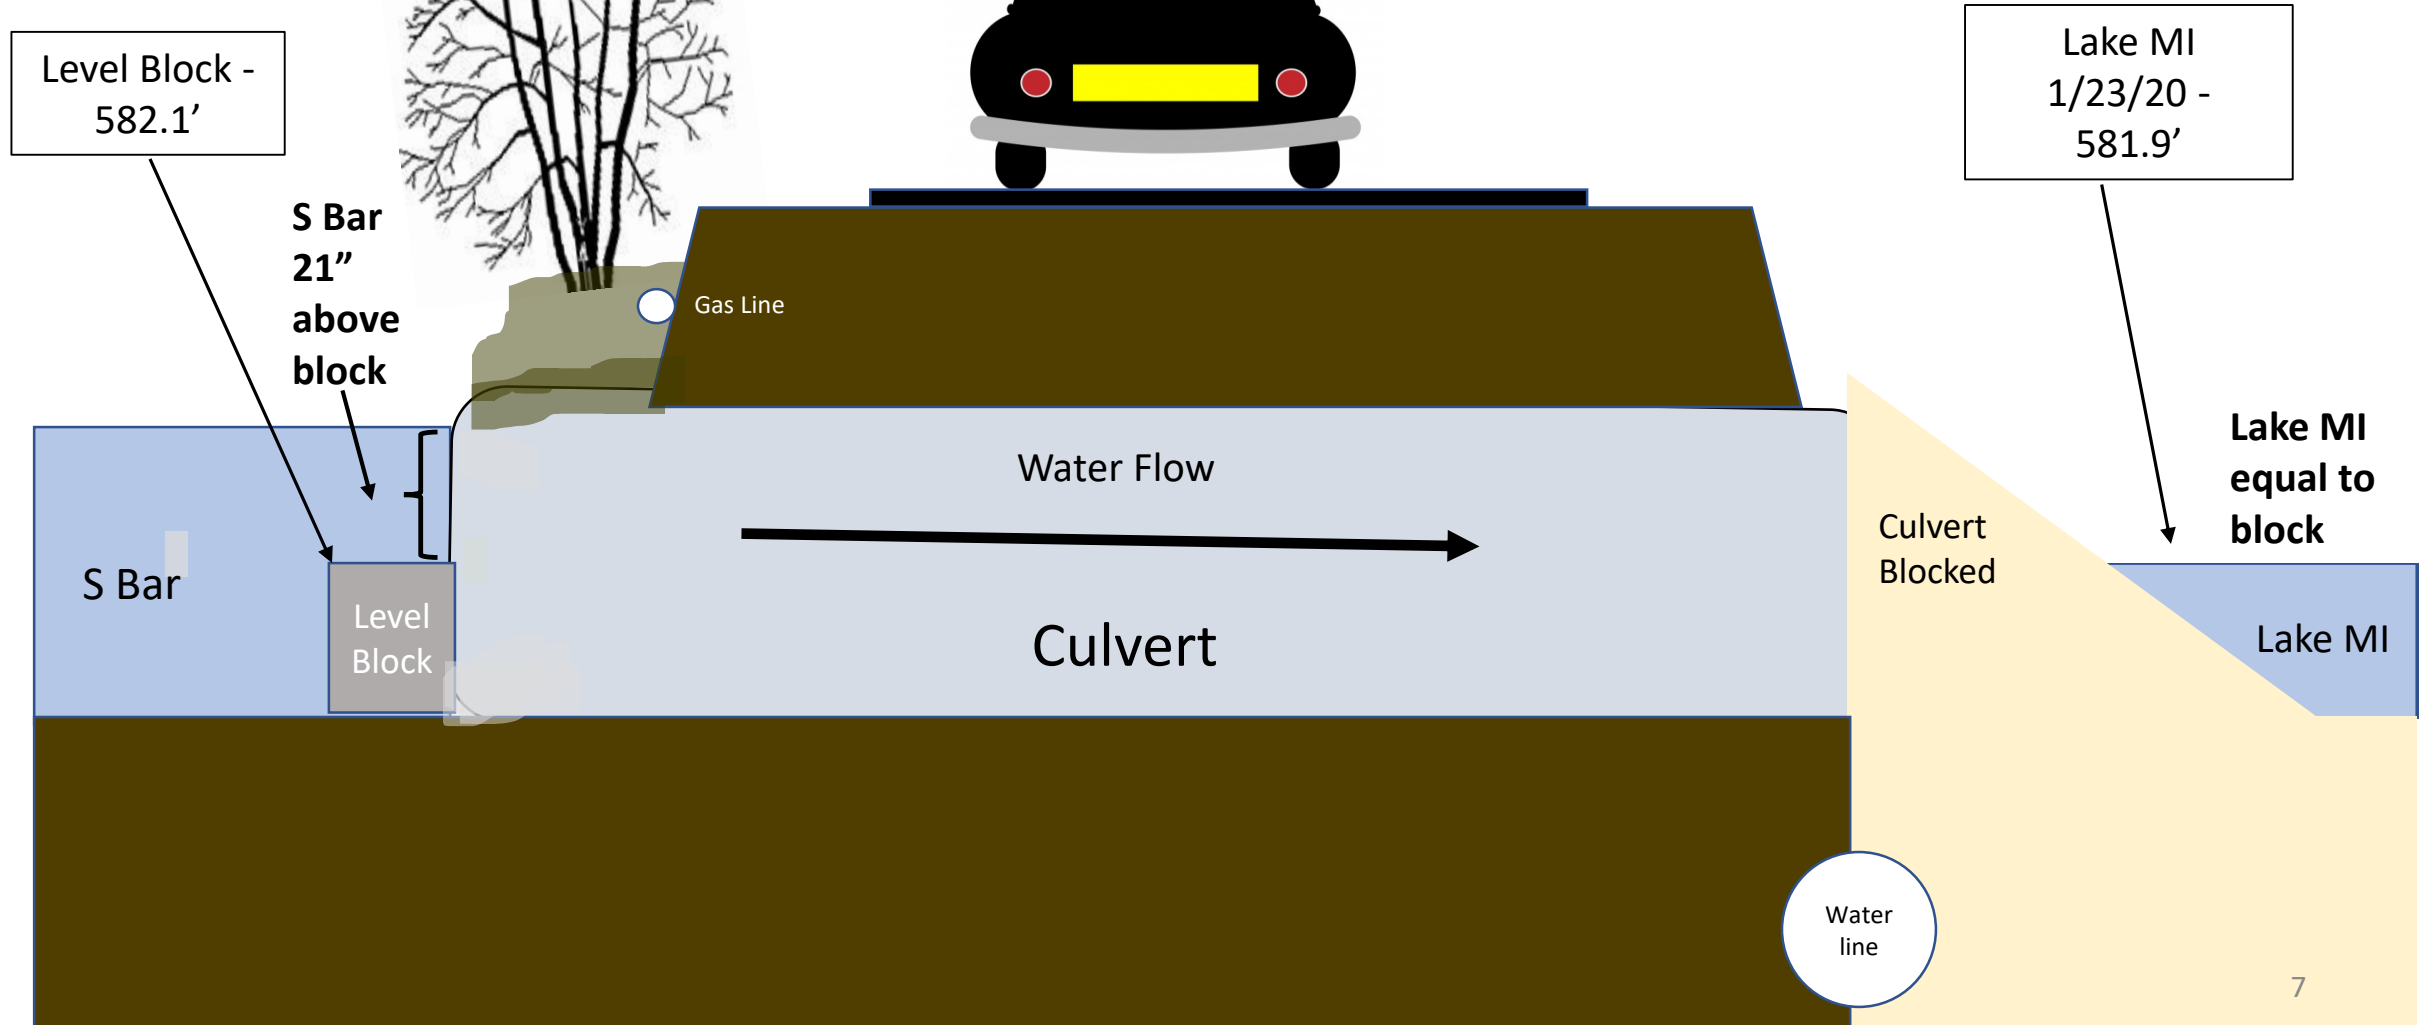 Level Block -
582.1’
S Bar
21”
above
block
Lake MI
1/23/20 -
581.9’
Gas Line
Water Flow
Culvert
Culvert
Blocked
Lake MI
equal to
block
S Bar
Level
Block
Lake MI
Water
line
7